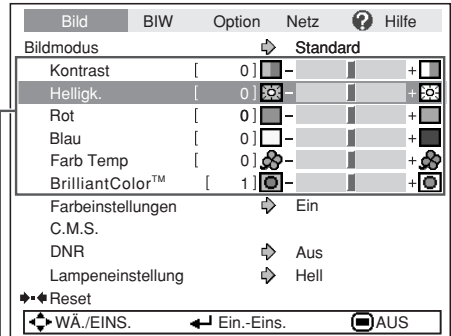 Bild BIW Option Netz ? Hilfe
Bildmodus Standard
Kontrast [ 0 ] - +
Helligk. [ 0 ] - +
Rot [ 0 ] - +
Blau [ 0 ] - +
Farb Temp [ 0 ] - +
BrilliantColor™ [ 1 ] - +
Farbeinstellungen Ein
C.M.S.
DNR Aus
Lampeneinstellung Hell
Reset
WÄ./EINS. Ein.-Eins. AUS